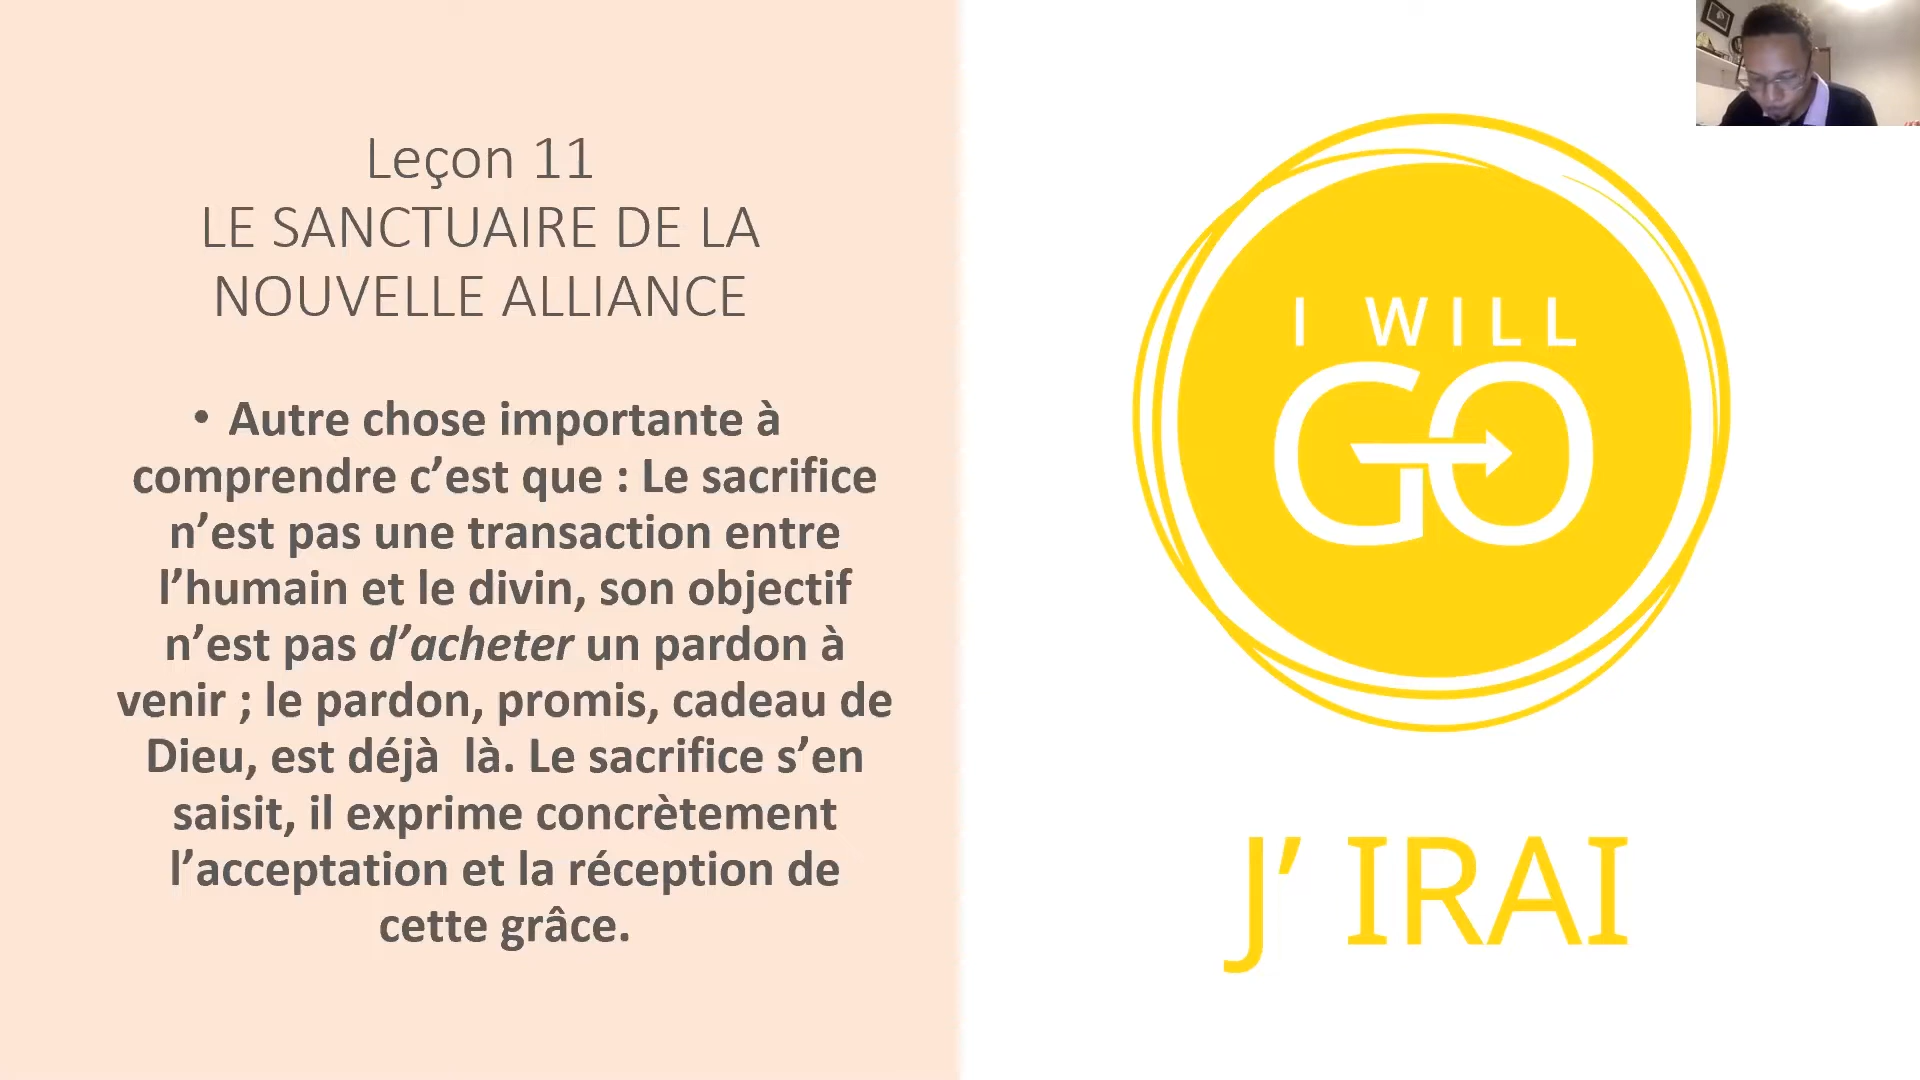 Leçon 11
LE SANCTUAIRE DE LA
NOUVELLE ALLIANCE
• Autre chose importante à
comprendre c’est que : Le sacrifice
n’est pas une transaction entre
l’humain et le divin, son objectif
n’est pas d’acheter un pardon à
venir ; le pardon, promis, cadeau de
Dieu, est déjà  là. Le sacrifice s’en
saisit, il exprime concrètement
l’acceptation et la réception de
cette grâce.
I WILL
GO
J’ IRAI